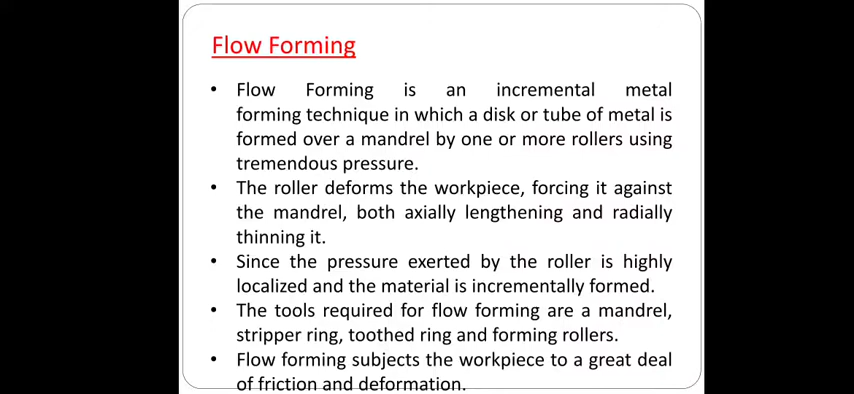 Flow Forming
• Flow Forming is an incremental metal
forming technique in which a disk or tube of metal is
formed over a mandrel by one or more rollers using
tremendous pressure.
• The roller deforms the workpiece, forcing it against
the mandrel, both axially lengthening and radially
thinning it.
• Since the pressure exerted by the roller is highly
localized and the material is incrementally formed.
• The tools required for flow forming are a mandrel,
stripper ring, toothed ring and forming rollers.
• Flow forming subjects the workpiece to a great deal
of friction and deformation.